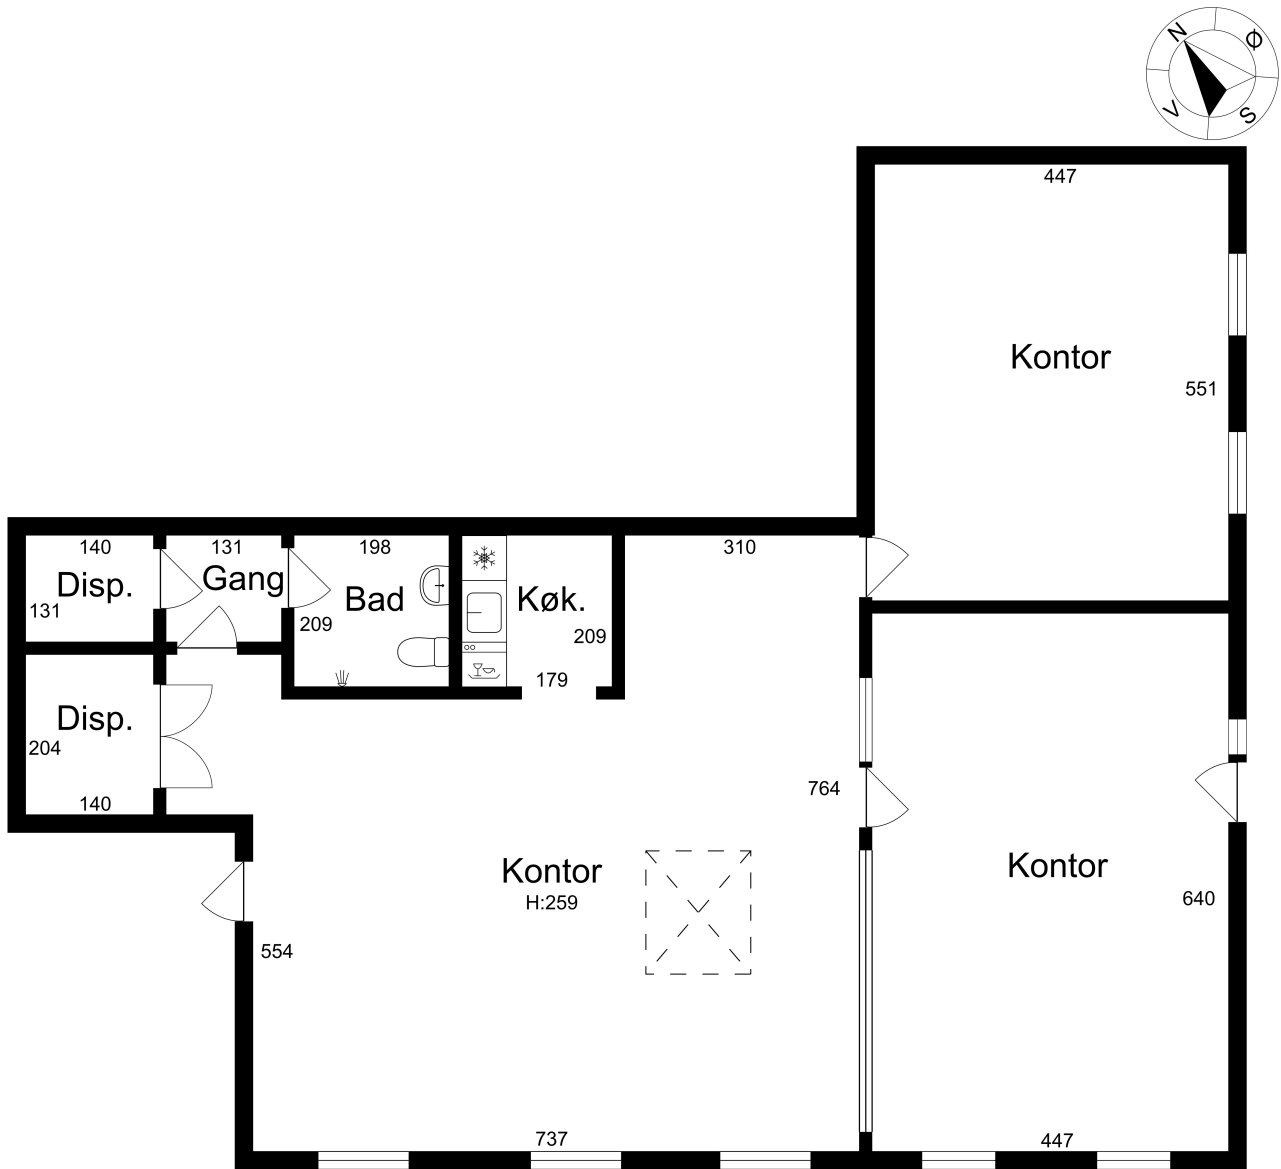 N
Ø
V
S
447
Kontor
551
140
131
198
310
Disp.
Gang
Bad
Køk.
131
209
209
179
Disp.
204
140
764
Kontor
H:259
Kontor
640
554
737
447